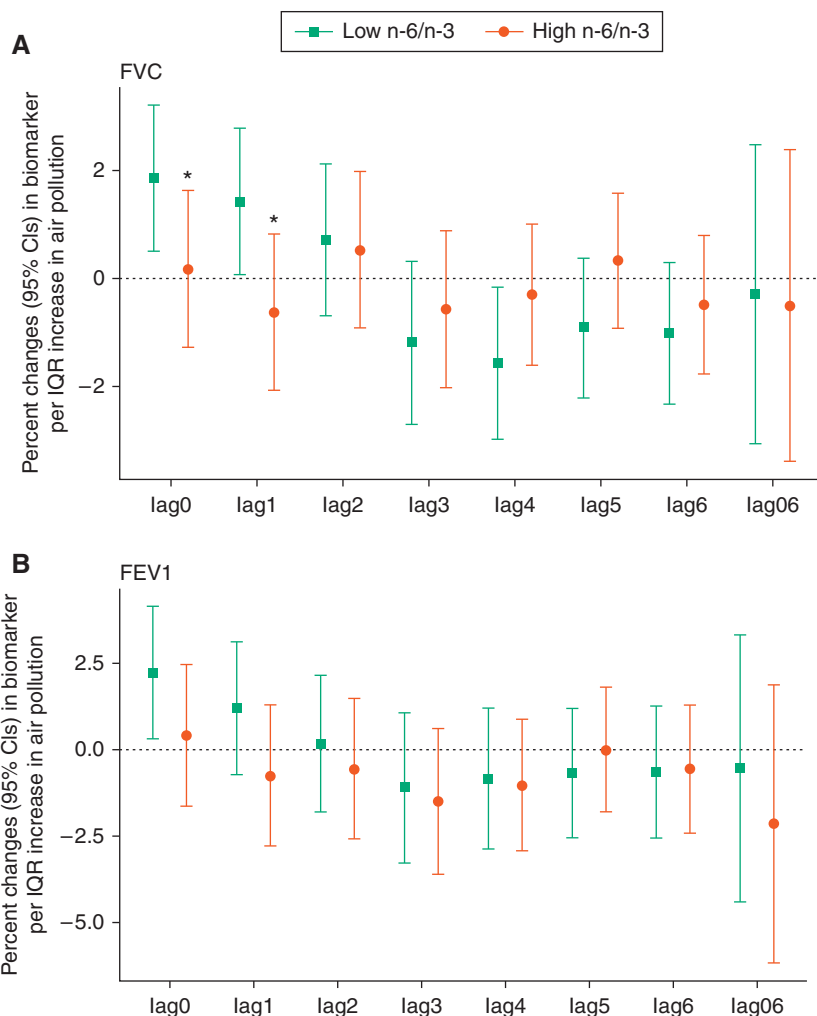 Low n-6/n-3 High n-6/n-3
A
FVC
Percent changes (95% CIs) in biomarker
per IQR increase in air pollution
2
0
−2
* *
lag0 lag1 lag2 lag3 lag4 lag5 lag6 lag06
B
FEV1
Percent changes (95% CIs) in biomarker
per IQR increase in air pollution
2.5
0.0
−2.5
−5.0
lag0 lag1 lag2 lag3 lag4 lag5 lag6 lag06